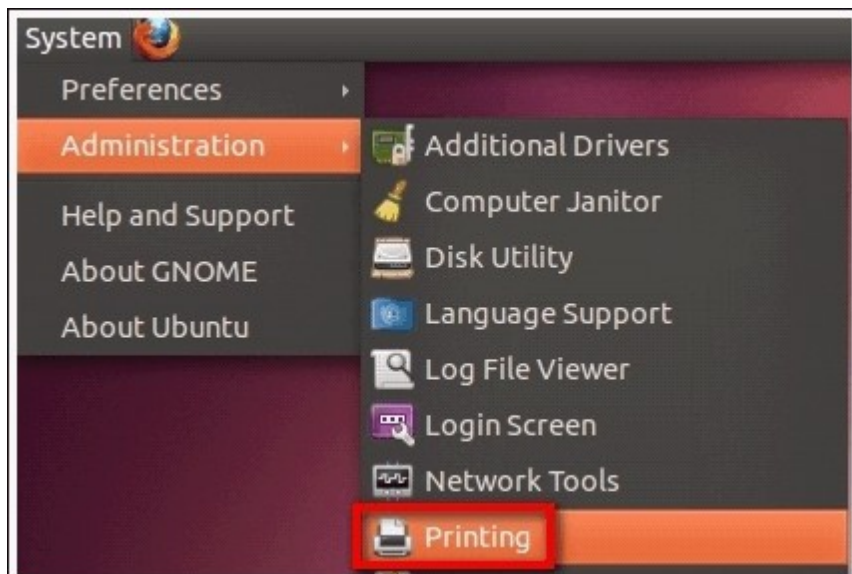 System
Preferences
Administration
Help and Support
About GNOME
About Ubuntu
Additional Drivers
Computer Janitor
Disk Utility
Language Support
Log File Viewer
Login Screen
Network Tools
Printing